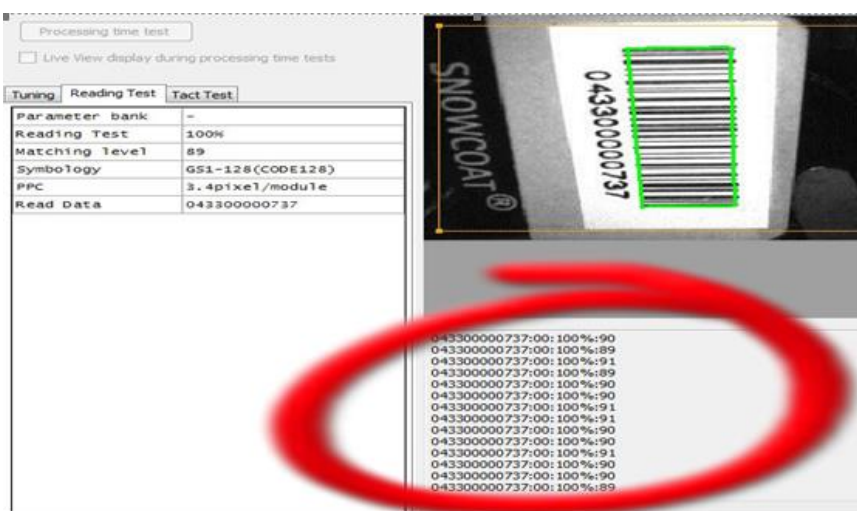 Processing time test
Live View display during processing time tests
Tuning Reading Test Tact Test
Parameter bank -
Reading Test 100%
Matching level 89
Symbology GS1-128(CODE128)
PPC 3.4pixel/module
Read Data 043300000737
SNOWCOAT®
043300000737
043300000737:00:100%:90
043300000737:00:100%:89
043300000737:00:100%:91
043300000737:00:100%:89
043300000737:00:100%:90
043300000737:00:100%:90
043300000737:00:100%:91
043300000737:00:100%:91
043300000737:00:100%:90
043300000737:00:100%:90
043300000737:00:100%:91
043300000737:00:100%:90
043300000737:00:100%:90
043300000737:00:100%:89